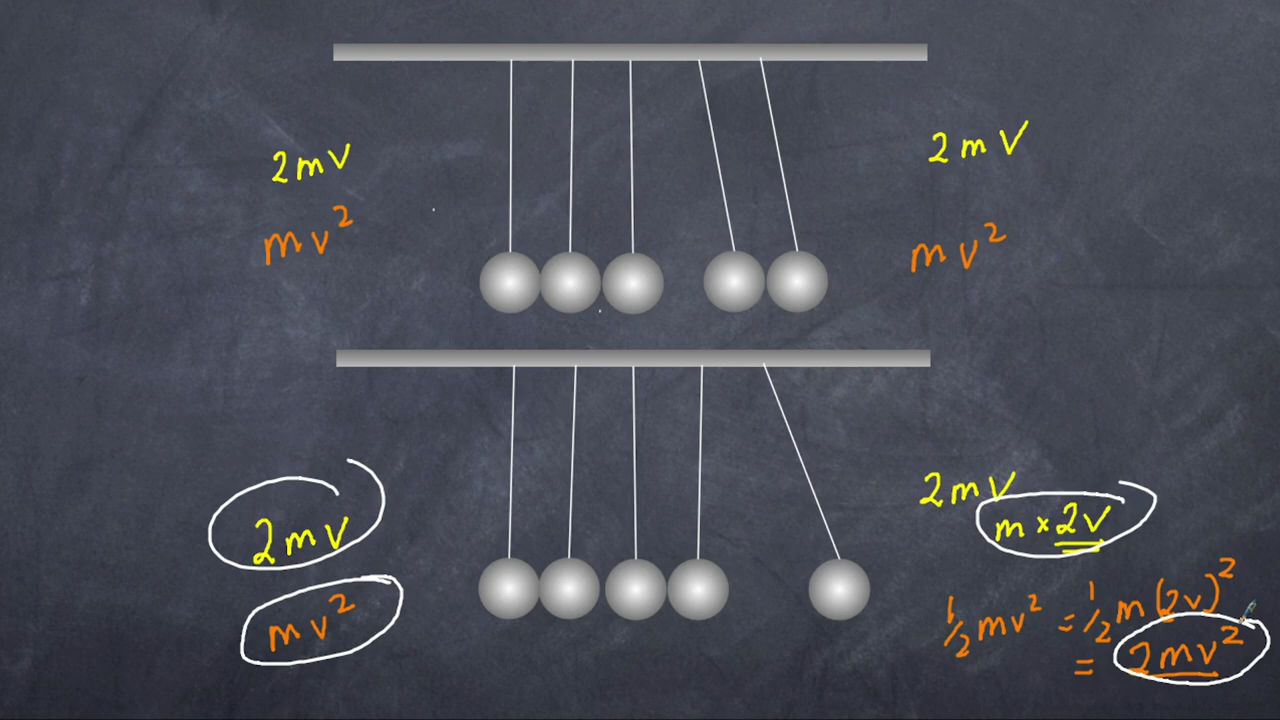 2mv
mv²
2mv
mv²
2mv
mv²
2mv
m × 2v
½mv² = ½m(2v)²
= 2mv²